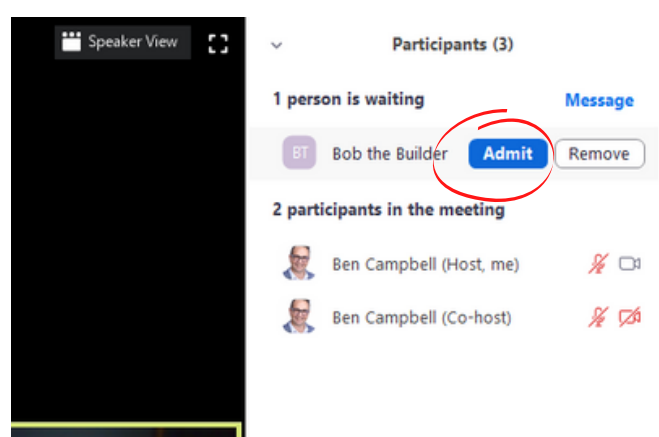 Speaker View
Participants (3)
1 person is waiting Message
BT Bob the Builder Admit Remove
2 participants in the meeting
Ben Campbell (Host, me)
Ben Campbell (Co-host)